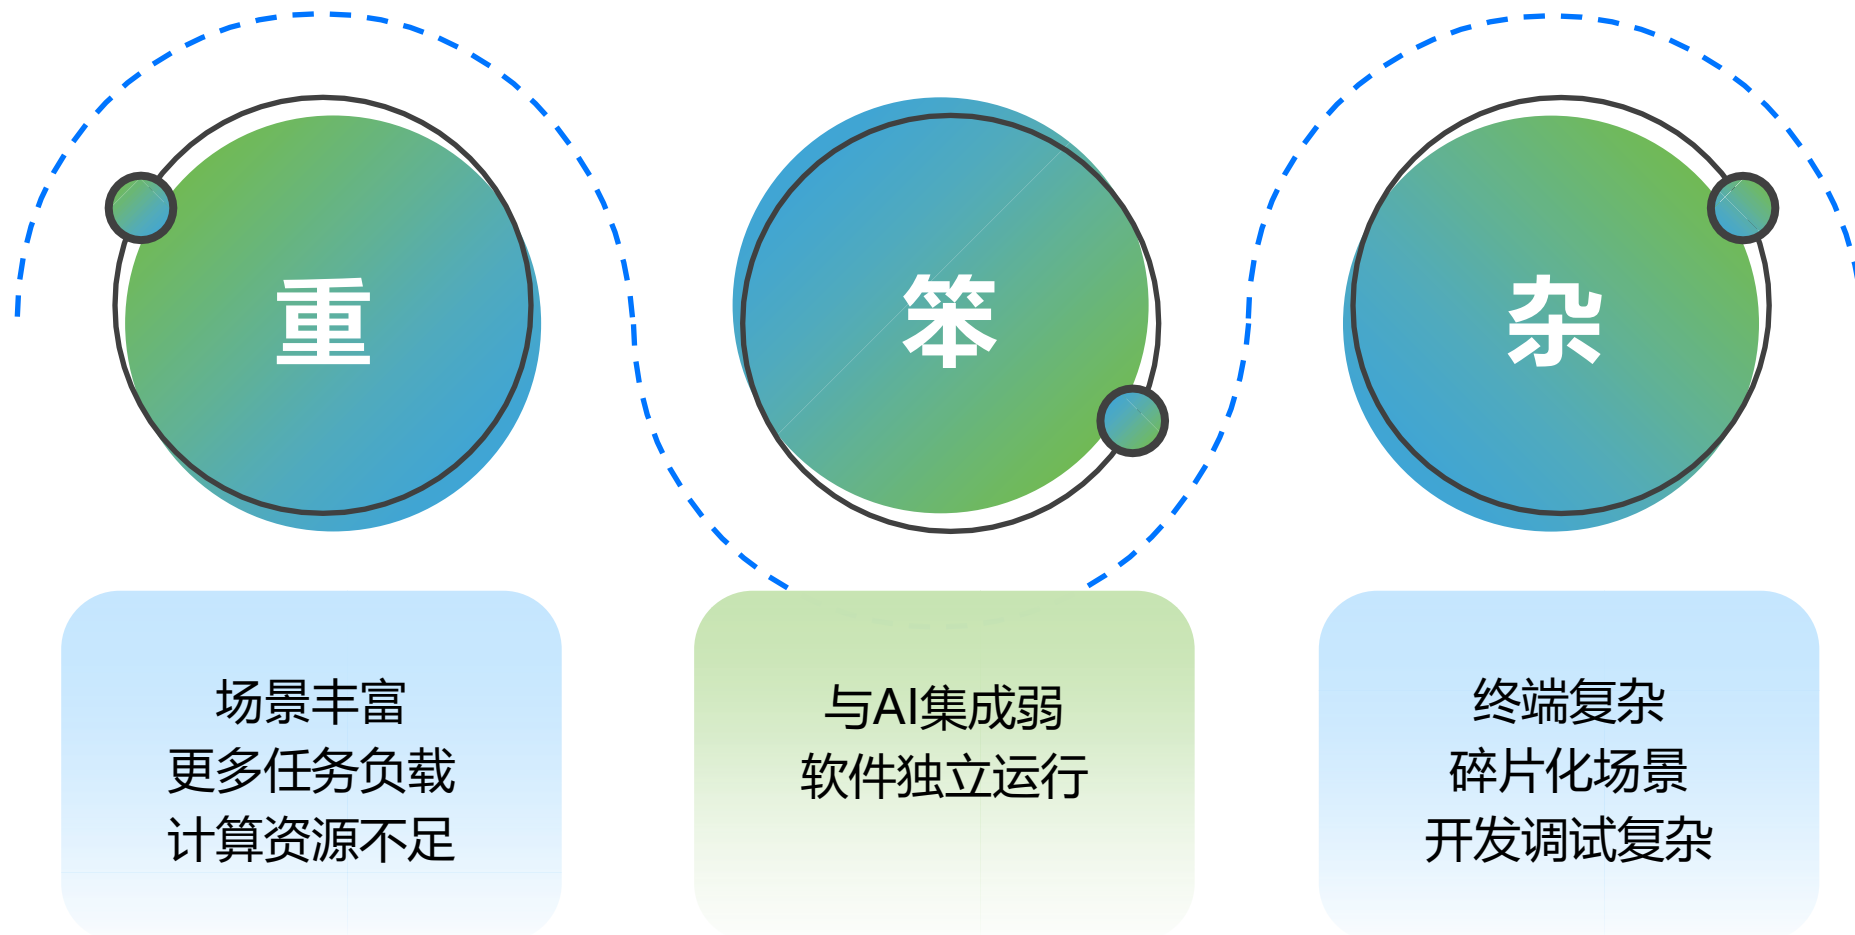 重
笨
杂
场景丰富
更多任务负载
计算资源不足
与AI集成弱
软件独立运行
终端复杂
碎片化场景
开发调试复杂